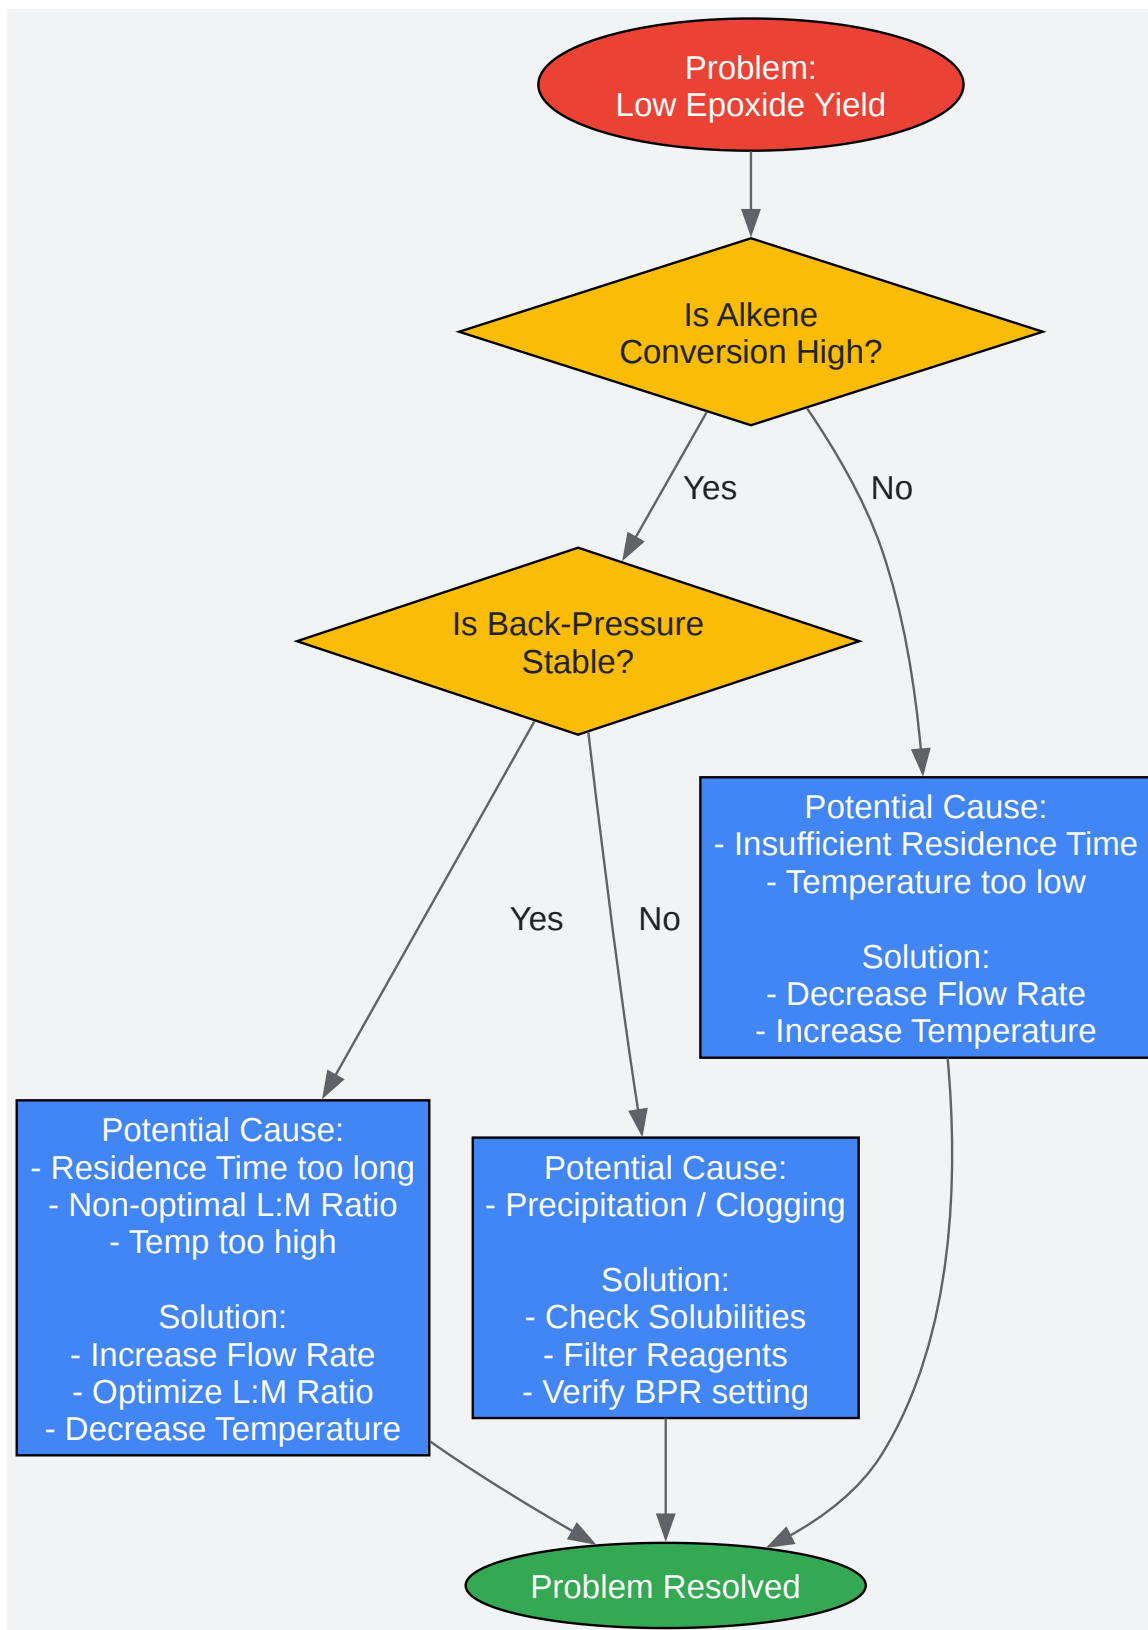 Problem:
Low Epoxide Yield
Is Alkene
Conversion High?
Yes
No
Is Back-Pressure
Stable?
Potential Cause:
- Insufficient Residence Time
- Temperature too low
Solution:
- Decrease Flow Rate
- Increase Temperature
Yes
No
Potential Cause:
- Residence Time too long
- Non-optimal L:M Ratio
- Temp too high
Solution:
- Increase Flow Rate
- Optimize L:M Ratio
- Decrease Temperature
Potential Cause:
- Precipitation / Clogging
Solution:
- Check Solubilities
- Filter Reagents
- Verify BPR setting
Problem Resolved